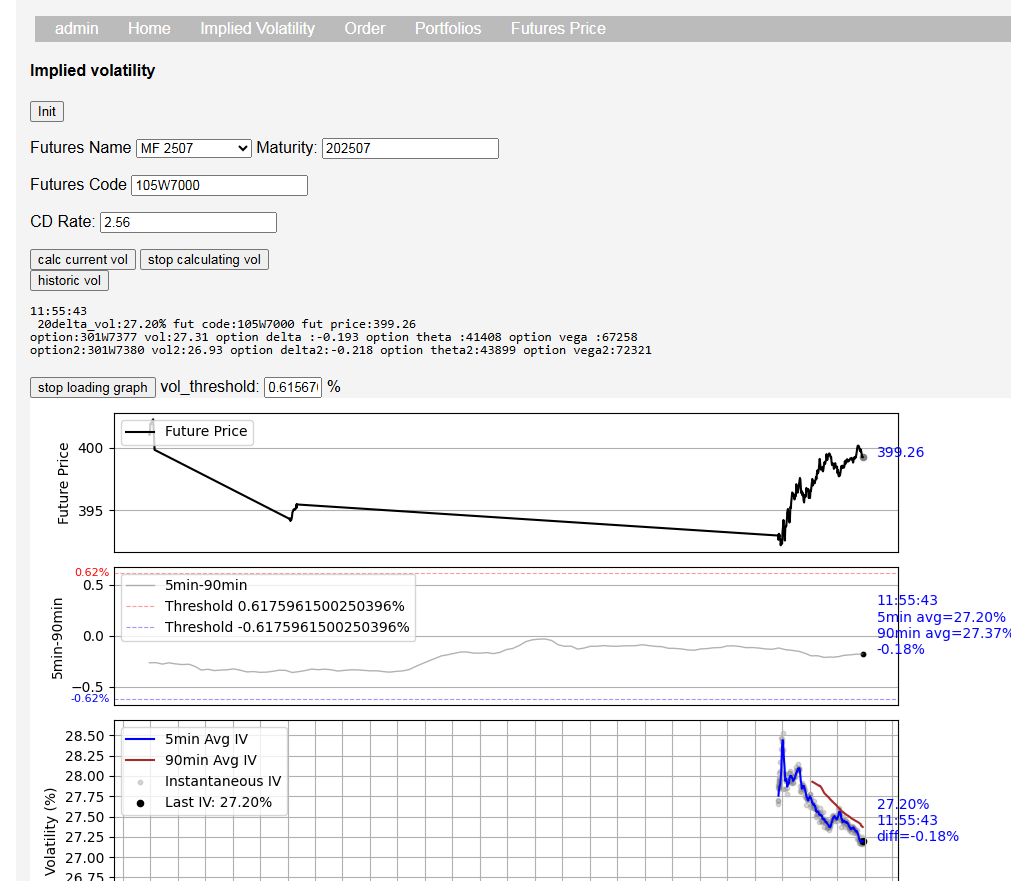 admin Home Implied Volatility Order Portfolios Futures Price
Implied volatility
Init
Futures Name MF 2507 Maturity: 202507
Futures Code 105W7000
CD Rate: 2.56
calc current vol stop calculating vol
historic vol
11:55:43
20delta_vol:27.20% fut code:105W7000 fut price:399.26
option:301W7377 vol:27.31 option delta :-0.193 option theta :41408 option vega :67258
option2:301W7380 vol2:26.93 option delta2:-0.218 option theta2:43899 option vega2:72321
stop loading graph vol_threshold: 0.61567 %
Future Price
400
395
Future Price
399.26
5min-90min
0.62%
0.5
0.0
−0.5
-0.62%
5min-90min
Threshold 0.6175961500250396%
Threshold -0.6175961500250396%
11:55:43
5min avg=27.20%
90min avg=27.37%
-0.18%
Volatility (%)
28.50
28.25
28.00
27.75
27.50
27.25
27.00
26.75
5min Avg IV
90min Avg IV
Instantaneous IV
Last IV: 27.20%
27.20%
11:55:43
diff=-0.18%